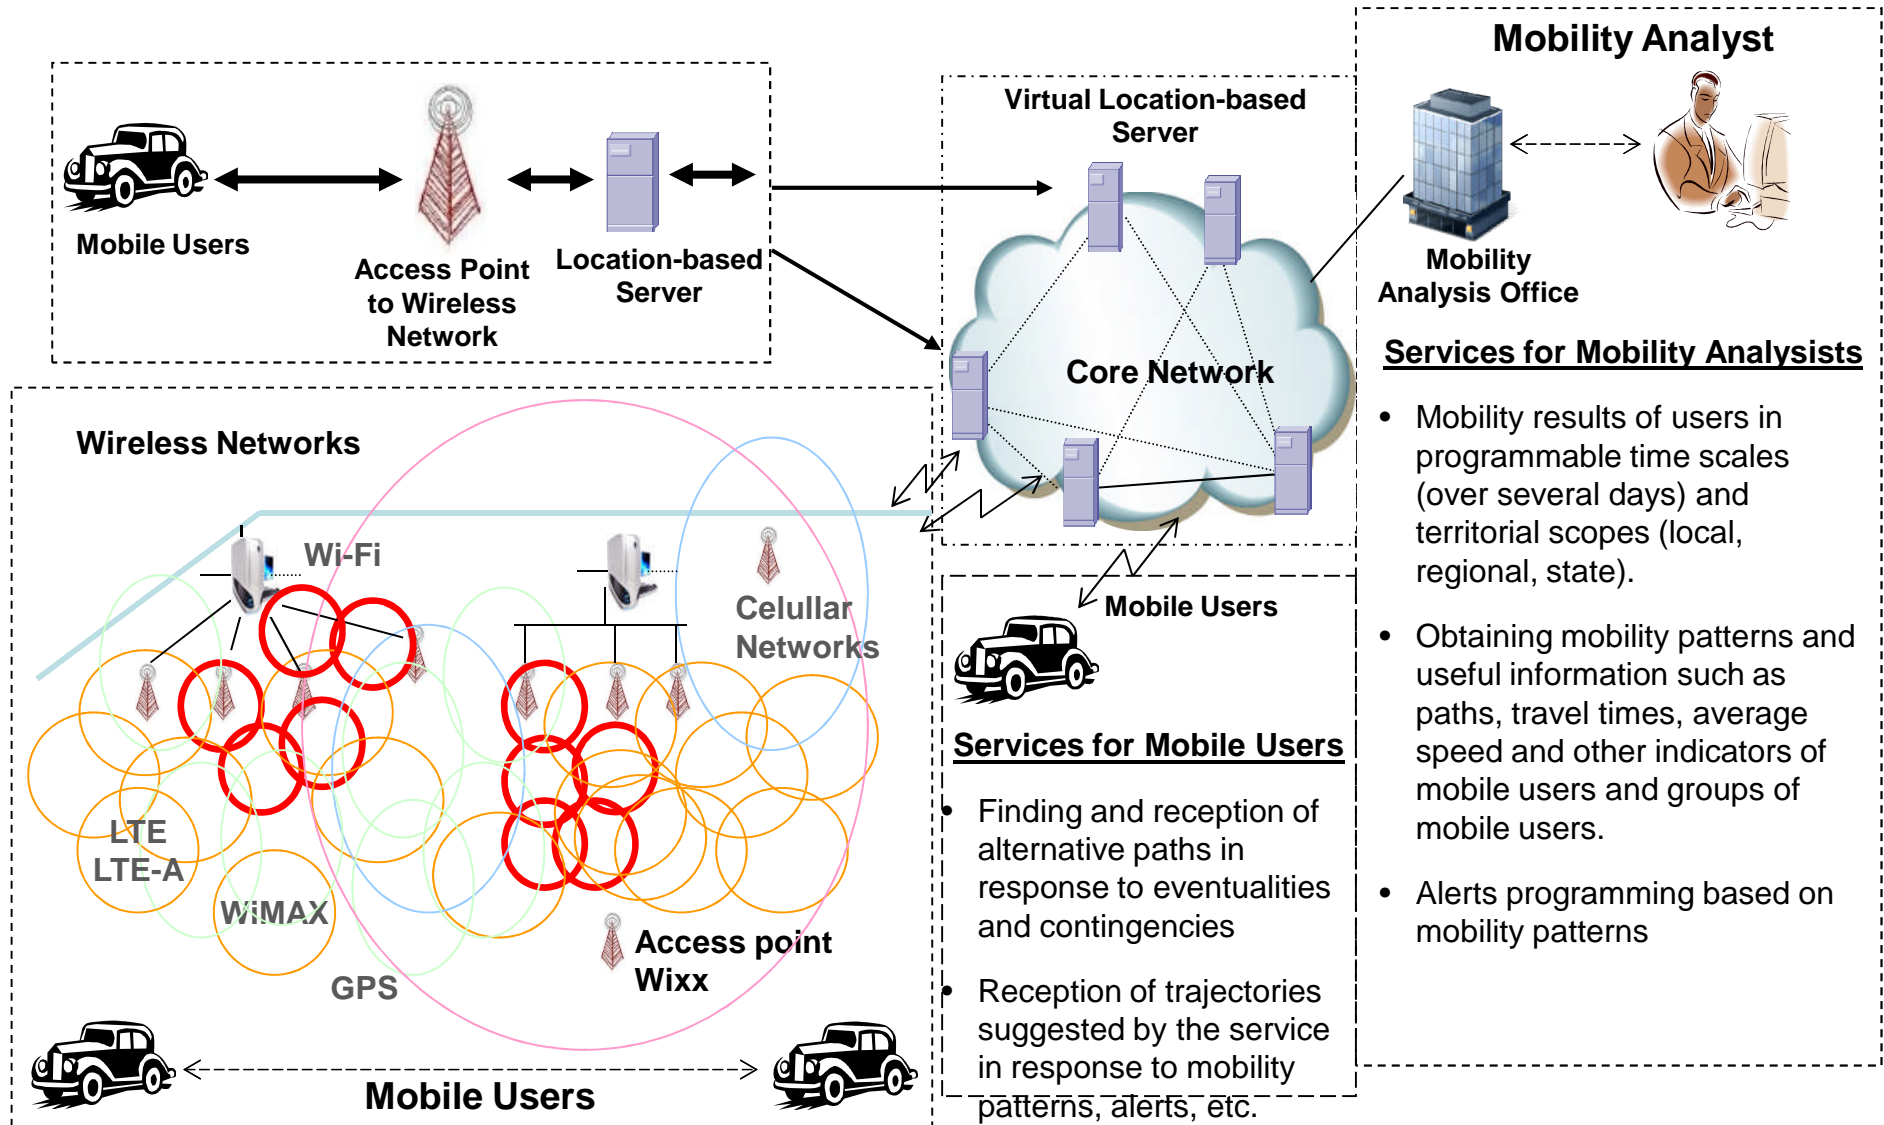 Mobility Analyst
Virtual Location-based
Server
Mobile Users
Access Point
to Wireless
Network
Location-based
Server
Mobility
Analysis Office
Core Network
Services for Mobility Analysists
• Mobility results of users in
programmable time scales
(over several days) and
territorial scopes (local,
regional, state).
• Obtaining mobility patterns and
useful information such as
paths, travel times, average
speed and other indicators of
mobile users and groups of
mobile users.
• Alerts programming based on
mobility patterns
Wireless Networks
Wi-Fi
Celullar
Networks
LTE
LTE-A
WiMAX
GPS
Access point
Wixx
Mobile Users
Mobile Users
Services for Mobile Users
• Finding and reception of
alternative paths in
response to eventualities
and contingencies
• Reception of trajectories
suggested by the service
in response to mobility
patterns, alerts, etc.